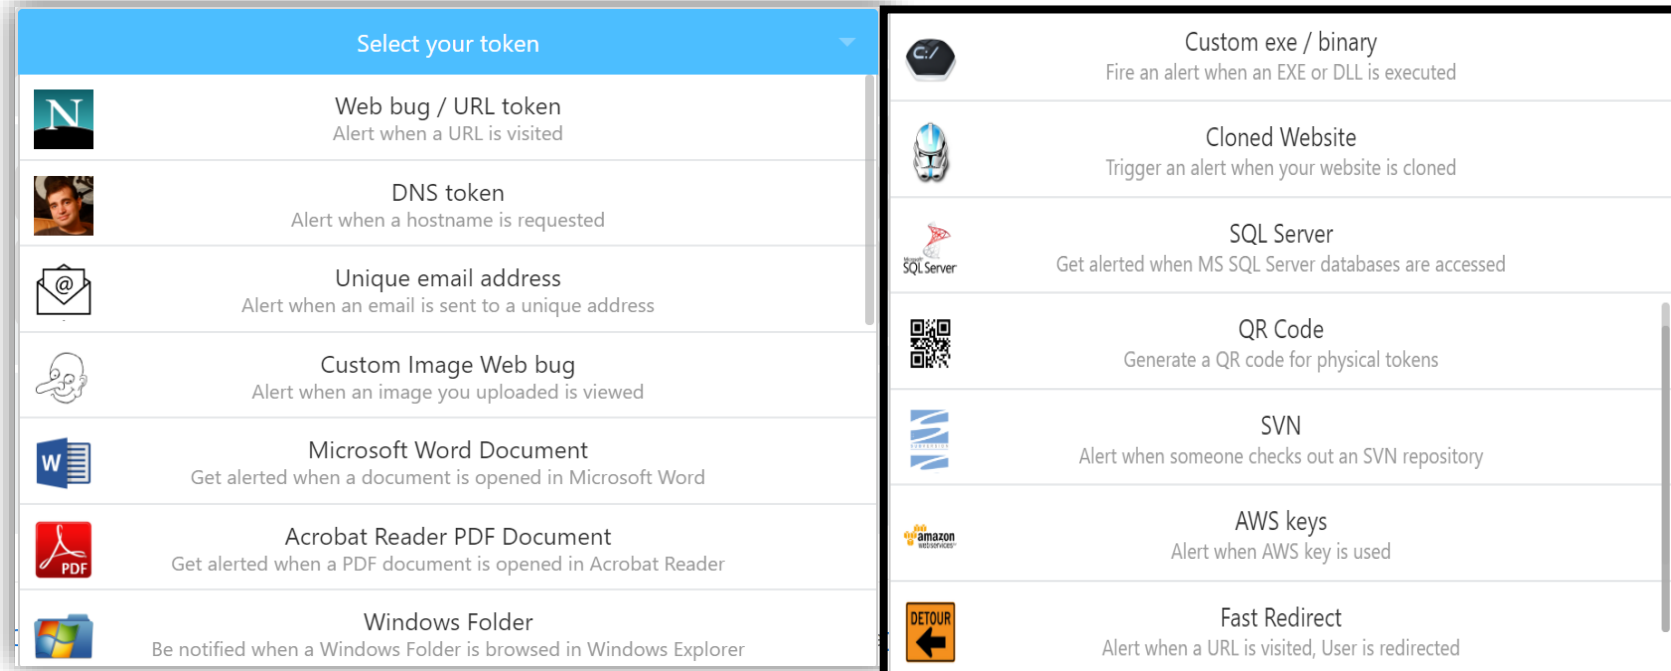 Select your token
N
Web bug / URL token
Alert when a URL is visited
DNS token
Alert when a hostname is requested
@
Unique email address
Alert when an email is sent to a unique address
Custom Image Web bug
Alert when an image you uploaded is viewed
W
Microsoft Word Document
Get alerted when a document is opened in Microsoft Word
PDF
Acrobat Reader PDF Document
Get alerted when a PDF document is opened in Acrobat Reader
Windows Folder
Be notified when a Windows Folder is browsed in Windows Explorer
C:/
Custom exe / binary
Fire an alert when an EXE or DLL is executed
Cloned Website
Trigger an alert when your website is cloned
SQL Server
SQL Server
Get alerted when MS SQL Server databases are accessed
QR Code
Generate a QR code for physical tokens
SVN
Alert when someone checks out an SVN repository
amazon
webservices
AWS keys
Alert when AWS key is used
DETOUR
Fast Redirect
Alert when a URL is visited, User is redirected